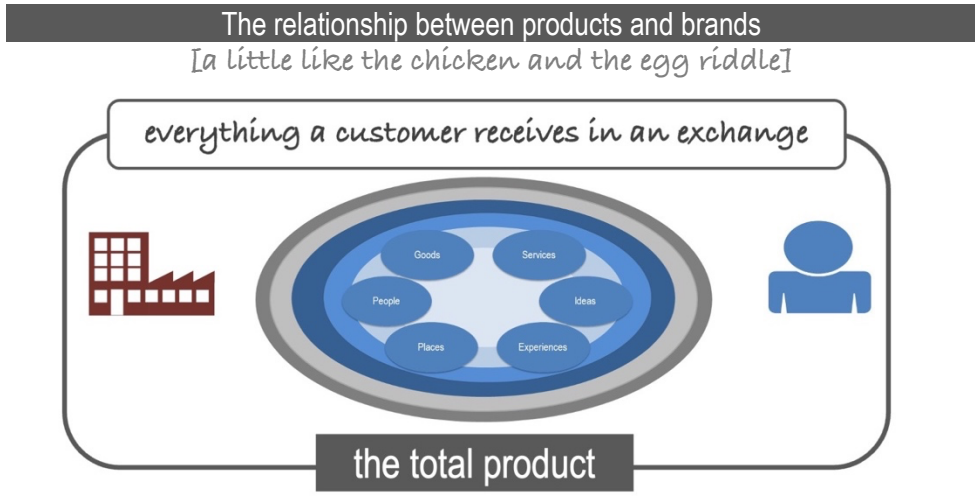 The relationship between products and brands
[a little like the chicken and the egg riddle]
everything a customer receives in an exchange
Goods
Services
People
Ideas
Places
Experiences
the total product